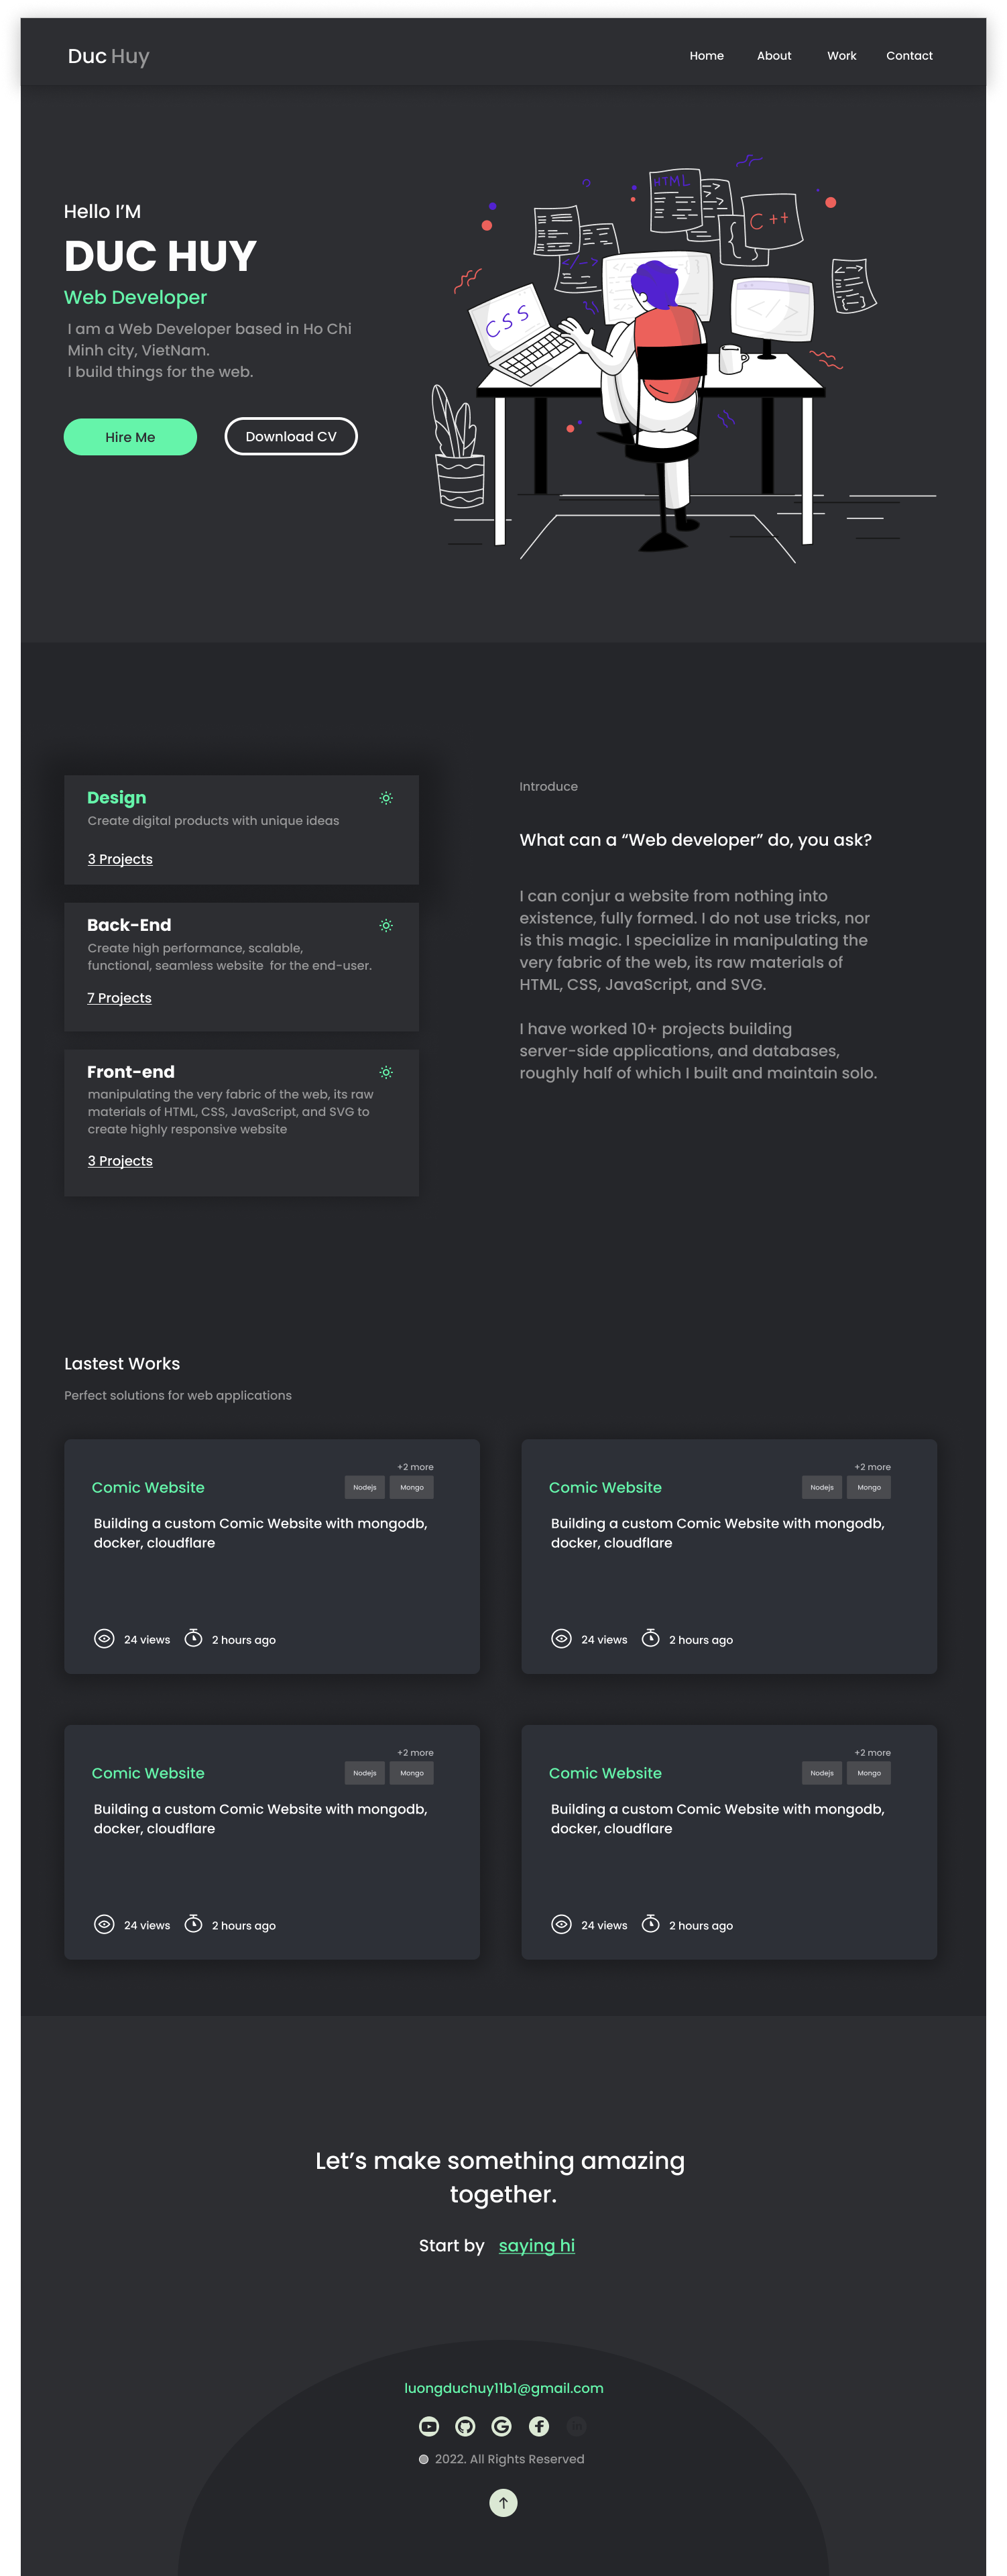 Duc Huy
Home About Work Contact
Hello I’M
DUC HUY
Web Developer
I am a Web Developer based in Ho Chi
Minh city, VietNam.
I build things for the web.
Hire Me Download CV
HTML
C++
</-->
CSS
</>
Design
Create digital products with unique ideas
3 Projects
Back-End
Create high performance, scalable,
functional, seamless website for the end-user.
7 Projects
Front-end
manipulating the very fabric of the web, its raw
materials of HTML, CSS, JavaScript, and SVG to
create highly responsive website
3 Projects
Introduce
What can a “Web developer” do, you ask?
I can conjur a website from nothing into
existence, fully formed. I do not use tricks, nor
is this magic. I specialize in manipulating the
very fabric of the web, its raw materials of
HTML, CSS, JavaScript, and SVG.
I have worked 10+ projects building
server-side applications, and databases,
roughly half of which I built and maintain solo.
Lastest Works
Perfect solutions for web applications
+2 more
Comic Website
Nodejs Mongo
Building a custom Comic Website with mongodb,
docker, cloudflare
24 views 2 hours ago
+2 more
Comic Website
Nodejs Mongo
Building a custom Comic Website with mongodb,
docker, cloudflare
24 views 2 hours ago
+2 more
Comic Website
Nodejs Mongo
Building a custom Comic Website with mongodb,
docker, cloudflare
24 views 2 hours ago
+2 more
Comic Website
Nodejs Mongo
Building a custom Comic Website with mongodb,
docker, cloudflare
24 views 2 hours ago
Let’s make something amazing
together.
Start by saying hi
luongduchuy11b1@gmail.com
2022. All Rights Reserved